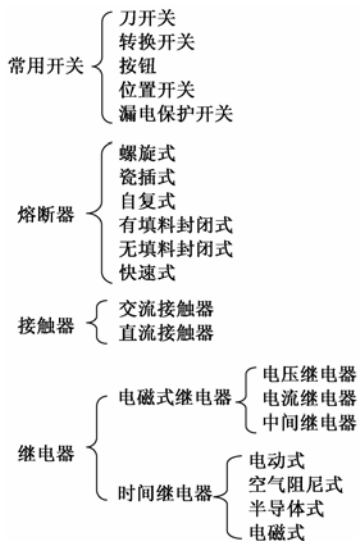 常用开关
刀开关
转换开关
按钮
位置开关
漏电保护开关
熔断器
螺旋式
瓷插式
自复式
有填料封闭式
无填料封闭式
快速式
接触器
交流接触器
直流接触器
继电器
电磁式继电器
电压继电器
电流继电器
中间继电器
时间继电器
电动式
空气阻尼式
半导体式
电磁式